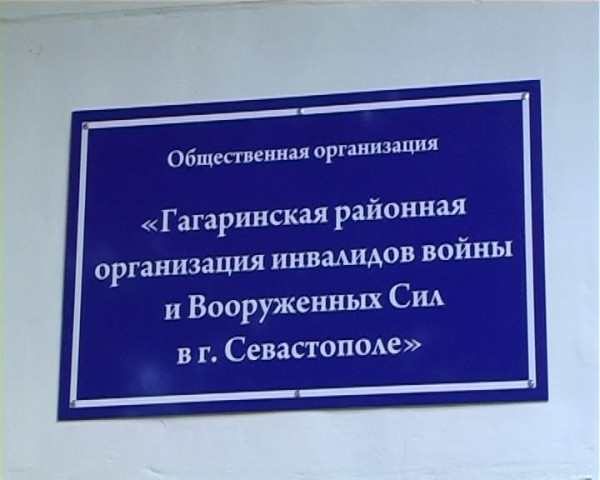 Общественная организация
«Гагаринская районная
организация инвалидов войны
и Вооруженных Сил
в г. Севастополе»